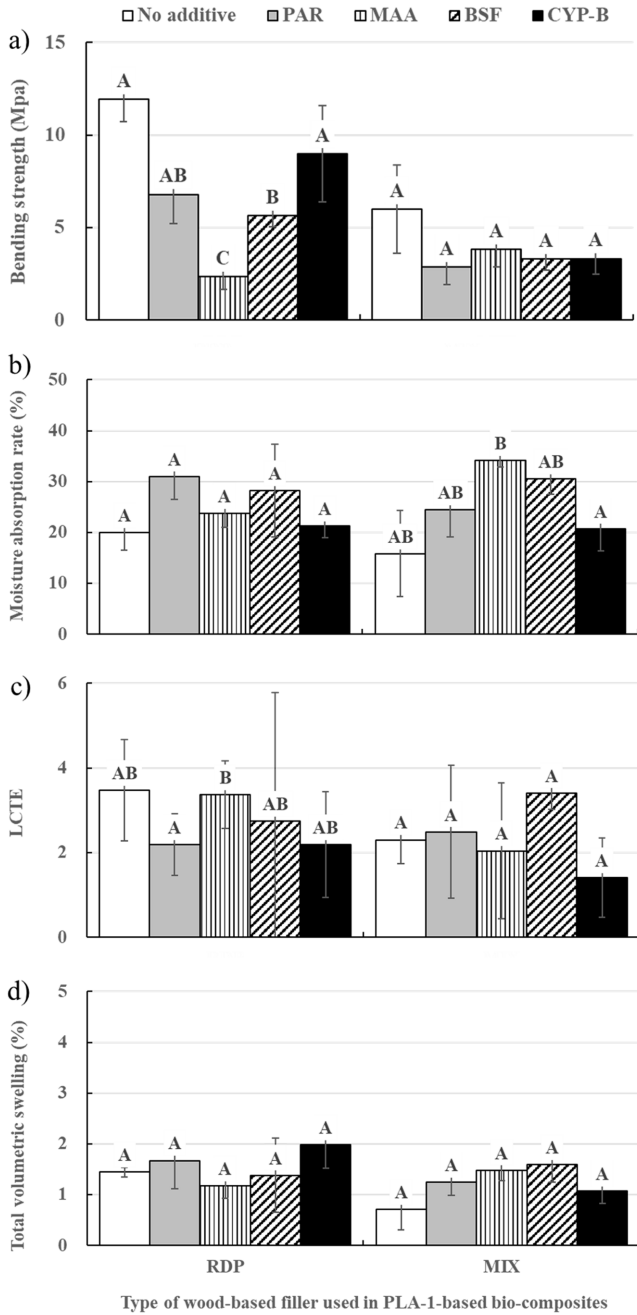 No additive PAR MAA BSF CYP-B
a)
Bending strength (Mpa)
15
10
5
0
A AB C B A A A A A A
b)
Moisture absorption rate (%)
50
40
30
20
10
0
A A A A A AB AB B AB A
c)
LCTE
6
4
2
0
AB A B AB AB A A A A A
d)
Total volumetric swelling (%)
5
4
3
2
1
0
A A A A A A A A A A
RDP MIX
Type of wood-based filler used in PLA-1-based bio-composites